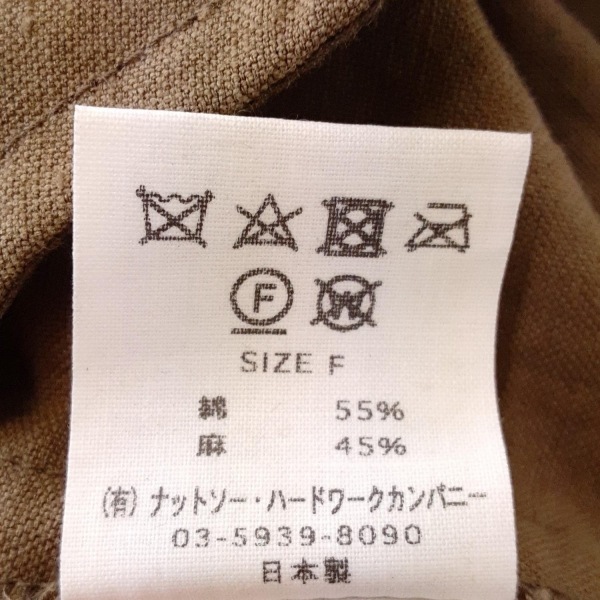 F W
SIZE F
綿 55%
麻 45%
(有)ナットソー・ハードワークカンパニー
03-5939-8090
日本製